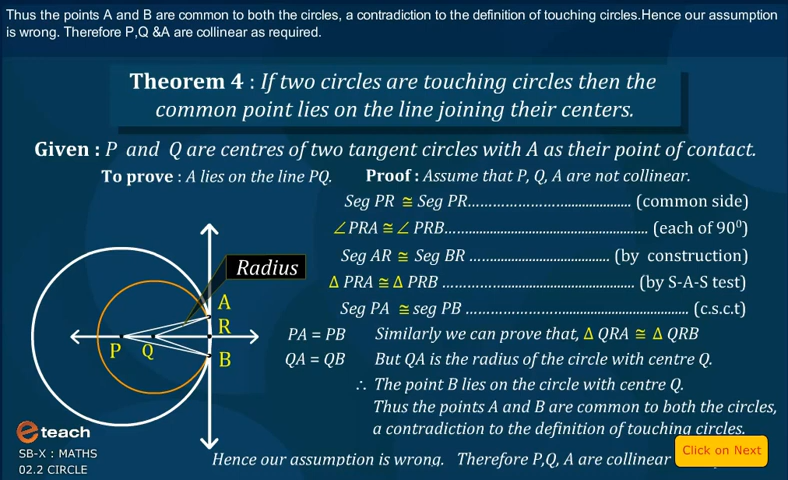 Thus the points A and B are common to both the circles, a contradiction to the definition of touching circles.Hence our assumption
is wrong. Therefore P,Q &A are collinear as required.
Theorem 4 : If two circles are touching circles then the
common point lies on the line joining their centers.
Given : P and Q are centres of two tangent circles with A as their point of contact.
To prove : A lies on the line PQ.
Proof : Assume that P, Q, A are not collinear.
Seg PR ≅ Seg PR........................................... (common side)
∠PRA ≅ ∠ PRB........................................................ (each of 90⁰)
Seg AR ≅ Seg BR ...................................... (by construction)
Δ PRA ≅ Δ PRB .................................................... (by S-A-S test)
Seg PA ≅ seg PB ............................................................ (c.s.c.t)
PA = PB Similarly we can prove that, Δ QRA ≅ Δ QRB
QA = QB But QA is the radius of the circle with centre Q.
∴ The point B lies on the circle with centre Q.
Thus the points A and B are common to both the circles,
a contradiction to the definition of touching circles.
Hence our assumption is wrong. Therefore P,Q, A are collinear
Radius
A
R
P
Q
B
e teach
SB-X : MATHS
02.2 CIRCLE
Click on Next